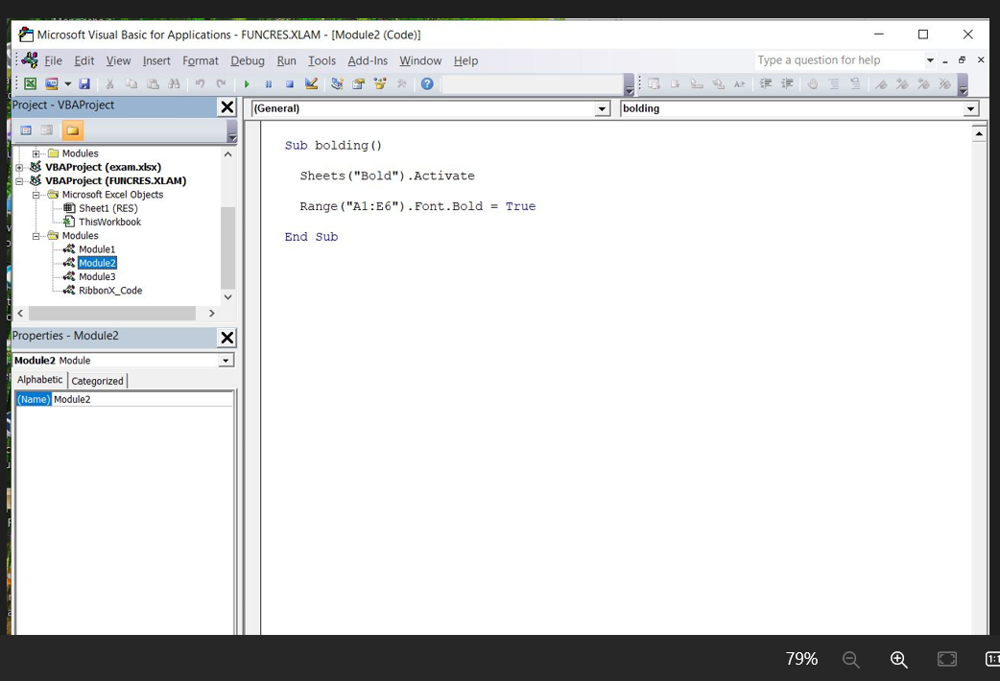 Microsoft Visual Basic for Applications - FUNCRES.XLAM - [Module2 (Code)]
File Edit View Insert Format Debug Run Tools Add-Ins Window Help
Type a question for help
Project - VBAProject
(General)
bolding
Modules
VBAProject (exam.xlsx)
VBAProject (FUNCRES.XLAM)
Microsoft Excel Objects
Sheet1 (RES)
ThisWorkbook
Modules
Module1
Module2
Module3
RibbonX_Code
Properties - Module2
Module2 Module
Alphabetic Categorized
(Name) Module2
Sub bolding()
Sheets("Bold").Activate
Range("A1:E6").Font.Bold = True
End Sub
79%
1:1